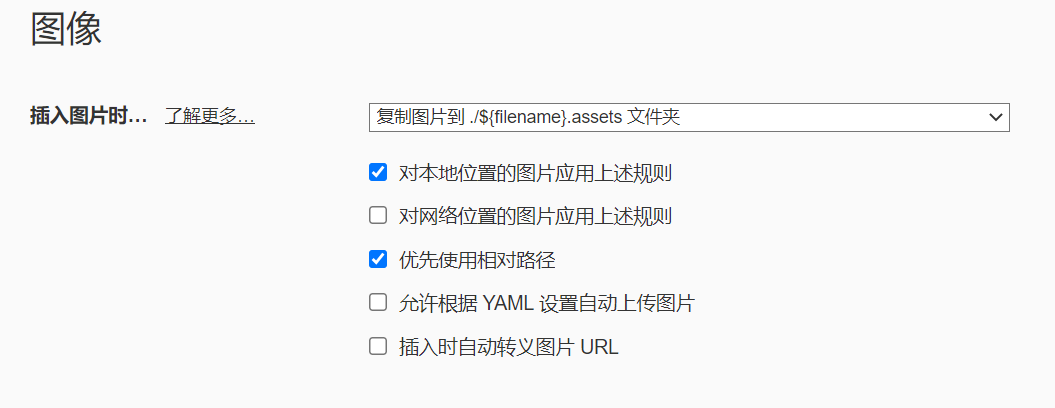 图像
插入图片时… 了解更多… 复制图片到 ./${filename}.assets 文件夹
对本地位置的图片应用上述规则
对网络位置的图片应用上述规则
优先使用相对路径
允许根据 YAML 设置自动上传图片
插入时自动转义图片 URL